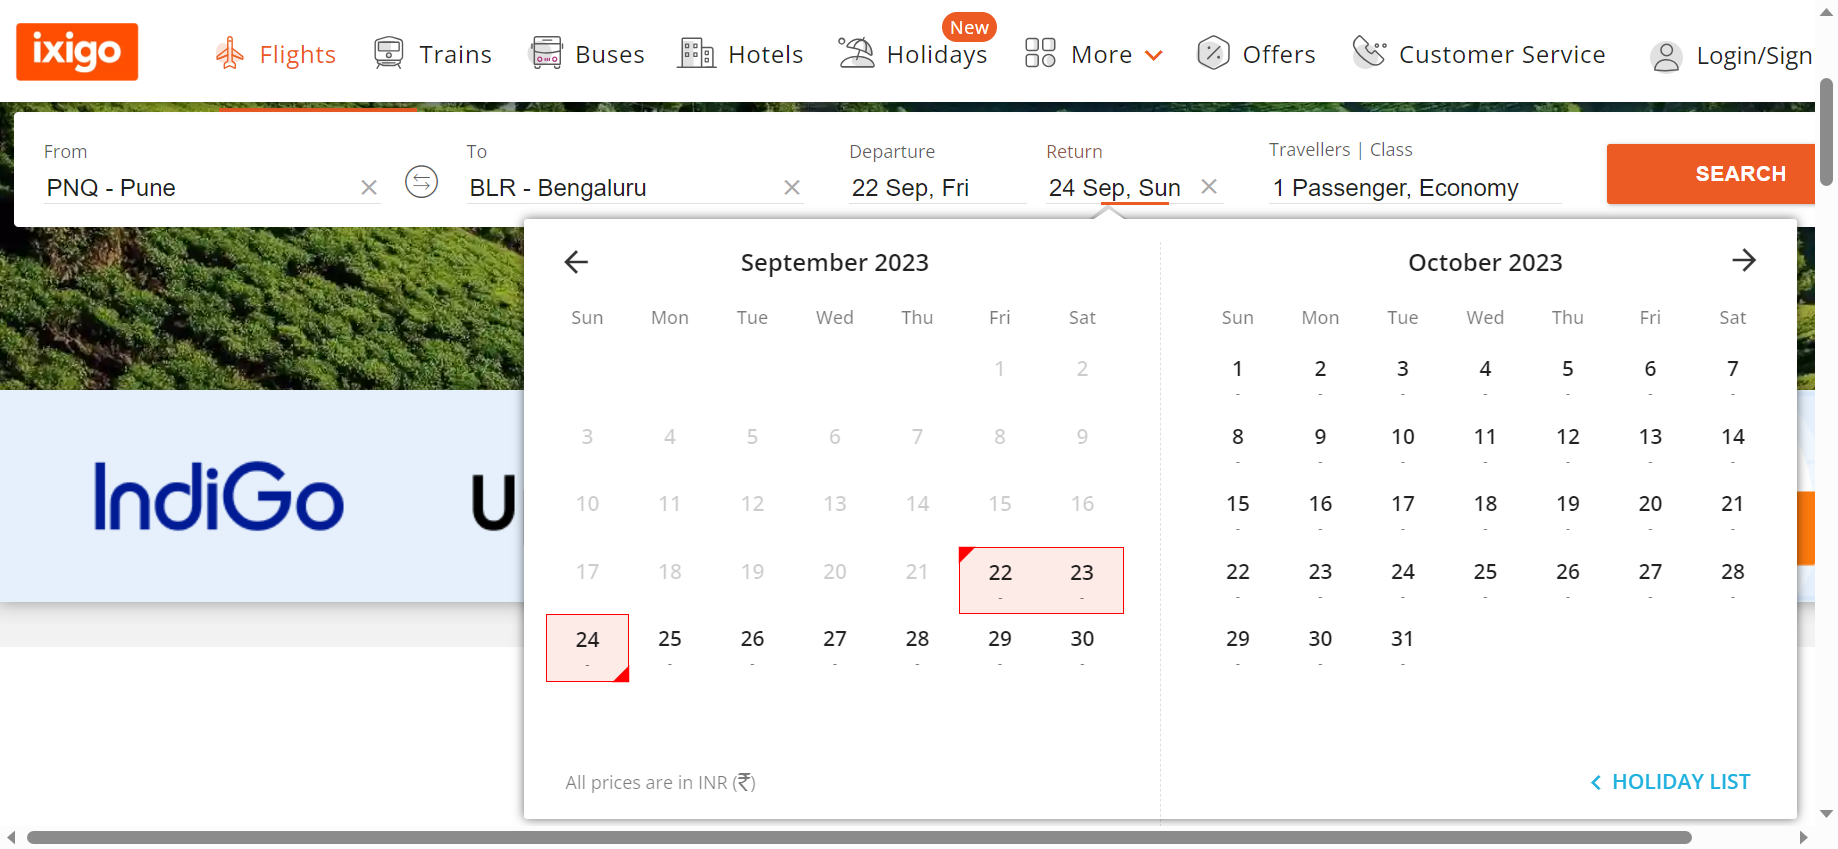 ixigo
Flights
Trains
Buses
Hotels
Holidays
New
More
Offers
Customer Service
Login/Sign
From
PNQ - Pune
To
BLR - Bengaluru
Departure
22 Sep, Fri
Return
24 Sep, Sun
Travellers | Class
1 Passenger, Economy
SEARCH
September 2023
Sun Mon Tue Wed Thu Fri Sat
1 2
3 4 5 6 7 8 9
10 11 12 13 14 15 16
17 18 19 20 21 22 23
- -
24 25 26 27 28 29 30
- - - - - - -
October 2023
Sun Mon Tue Wed Thu Fri Sat
1 2 3 4 5 6 7
- - - - - - -
8 9 10 11 12 13 14
- - - - - - -
15 16 17 18 19 20 21
- - - - - - -
22 23 24 25 26 27 28
- - - - - - -
29 30 31
- - -
All prices are in INR (₹)
HOLIDAY LIST
IndiGo